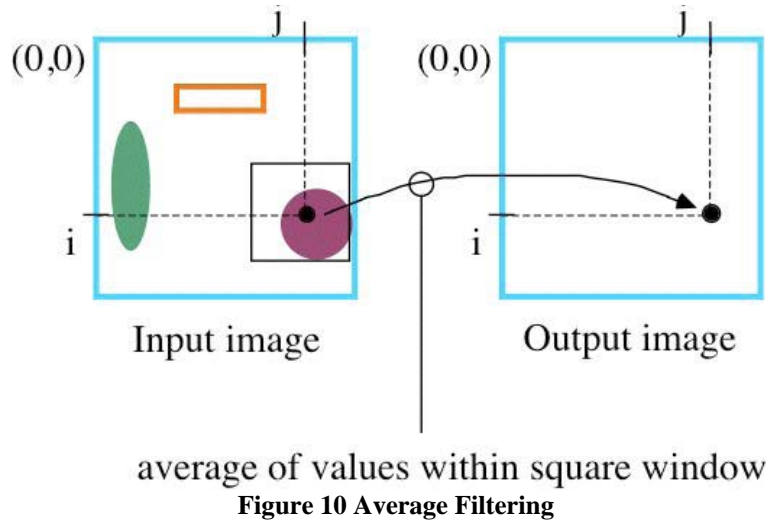 j
j
(0,0)
(0,0)
i
i
Input image
Output image
average of values within square window
Figure 10 Average Filtering